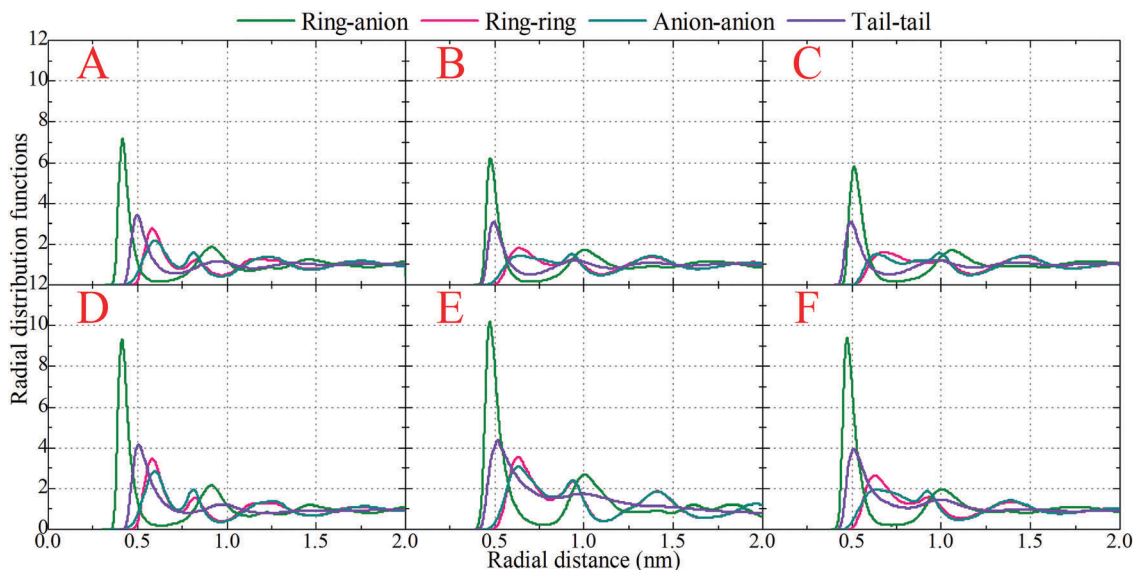 Ring-anion Ring-ring Anion-anion Tail-tail
12
10
8
6
4
2
12
10
8
6
4
2
0
A
B
C
D
E
F
Radial distribution functions
0.0 0.5 1.0 1.5 2.0 0.5 1.0 1.5 2.0 0.5 1.0 1.5 2.0
Radial distance (nm)